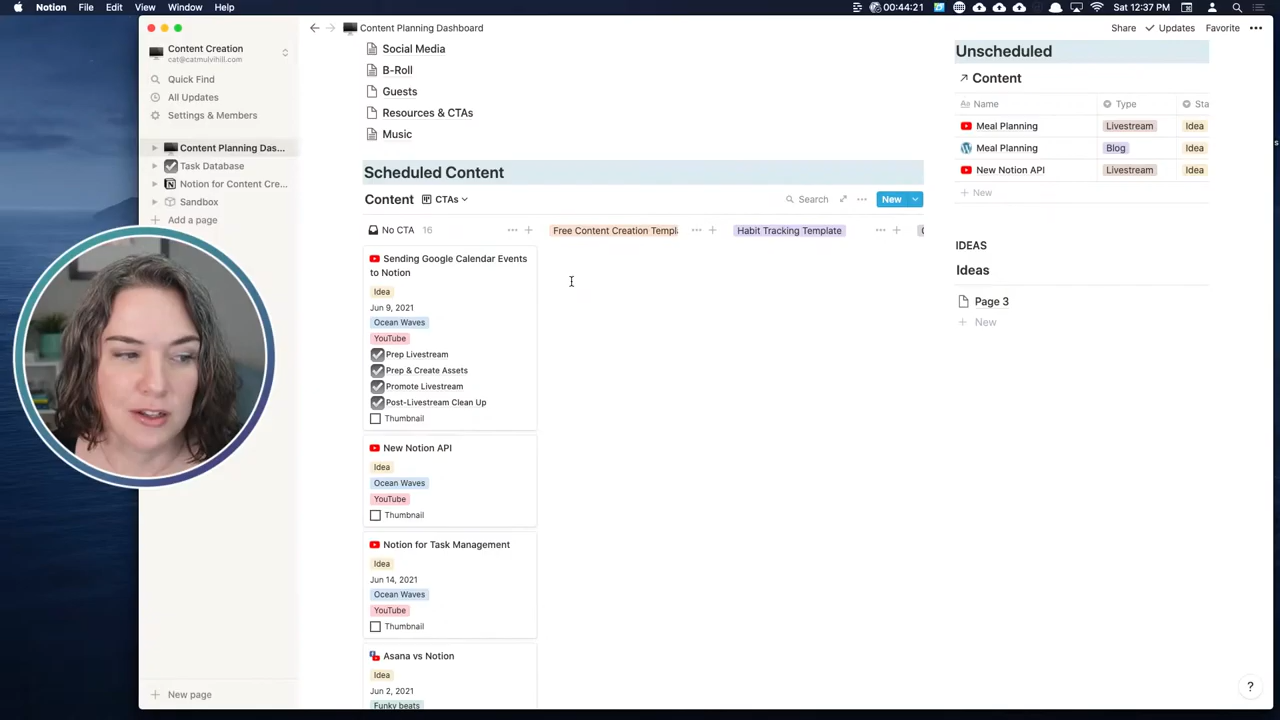 Notion File Edit View Window Help
00:44:21
Sat 12:37 PM
Content Creation
cat@catmulvihill.com
Quick Find
All Updates
Settings & Members
Content Planning Das...
Task Database
Notion for Content Cre...
Sandbox
Add a page
New page
Content Planning Dashboard
Share Updates Favorite
Social Media
B-Roll
Guests
Resources & CTAs
Music
Scheduled Content
Content CTAs
Search New
No CTA 16
Free Content Creation Templ
Habit Tracking Template
Sending Google Calendar Events
to Notion
Idea
Jun 9, 2021
Ocean Waves
YouTube
Prep Livestream
Prep & Create Assets
Promote Livestream
Post-Livestream Clean Up
Thumbnail
New Notion API
Idea
Ocean Waves
YouTube
Thumbnail
Notion for Task Management
Idea
Jun 14, 2021
Ocean Waves
YouTube
Thumbnail
Asana vs Notion
Idea
Jun 2, 2021
Funky beats
Unscheduled
Content
Aa Name Type Sta
Meal Planning Livestream Idea
Meal Planning Blog Idea
New Notion API Livestream Idea
New
IDEAS
Ideas
Page 3
New
?